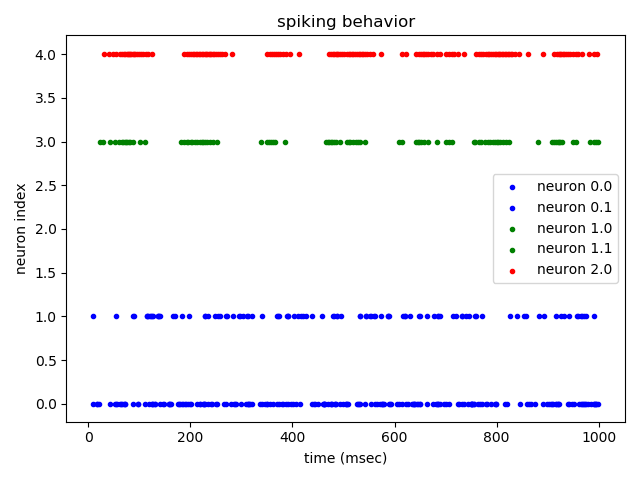 spiking behavior
4.0
3.5
3.0
2.5
2.0
1.5
1.0
0.5
0.0
neuron index
neuron 0.0
neuron 0.1
neuron 1.0
neuron 1.1
neuron 2.0
0
200
400
600
800
1000
time (msec)